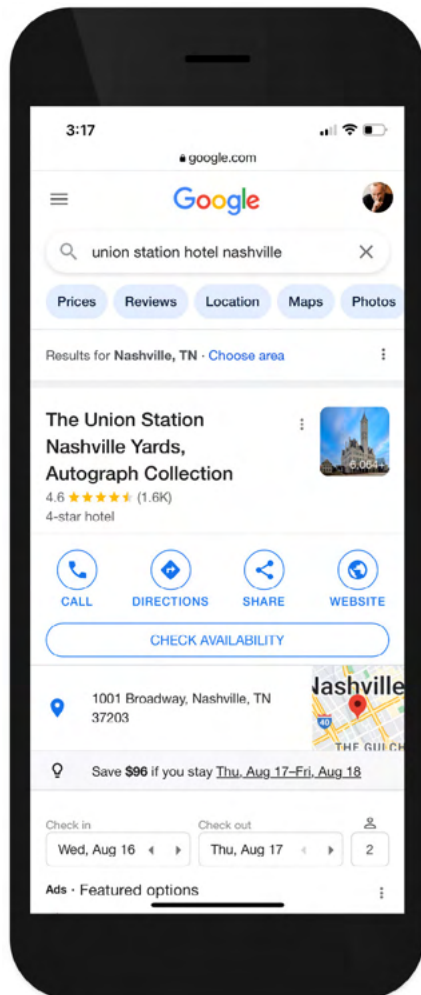 3:17
google.com
Google
union station hotel nashville
Prices Reviews Location Maps Photos
Results for Nashville, TN · Choose area
The Union Station
Nashville Yards,
Autograph Collection
6,064+
4.6 (1.6K)
4-star hotel
CALL DIRECTIONS SHARE WEBSITE
CHECK AVAILABILITY
1001 Broadway, Nashville, TN
37203
Nashville
40
THE GULCH
Save $96 if you stay Thu, Aug 17–Fri, Aug 18
Check in Check out
Wed, Aug 16 Thu, Aug 17 2
Ads · Featured options